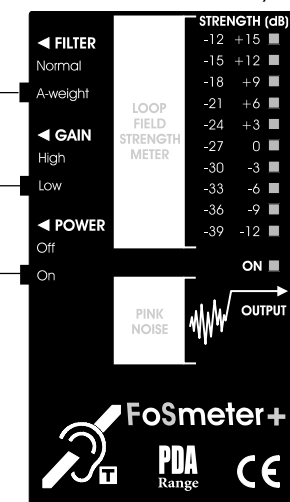 STRENGTH (dB)
◄ FILTER
Normal
A-weight
◄ GAIN
High
Low
◄ POWER
Off
On
LOOP
FIELD
STRENGTH
METER
-12 +15
-15 +12
-18 +9
-21 +6
-24 +3
-27 0
-30 -3
-33 -6
-36 -9
-39 -12
ON
PINK
NOISE
OUTPUT
FoSmeter+
T
PDA
Range
CE